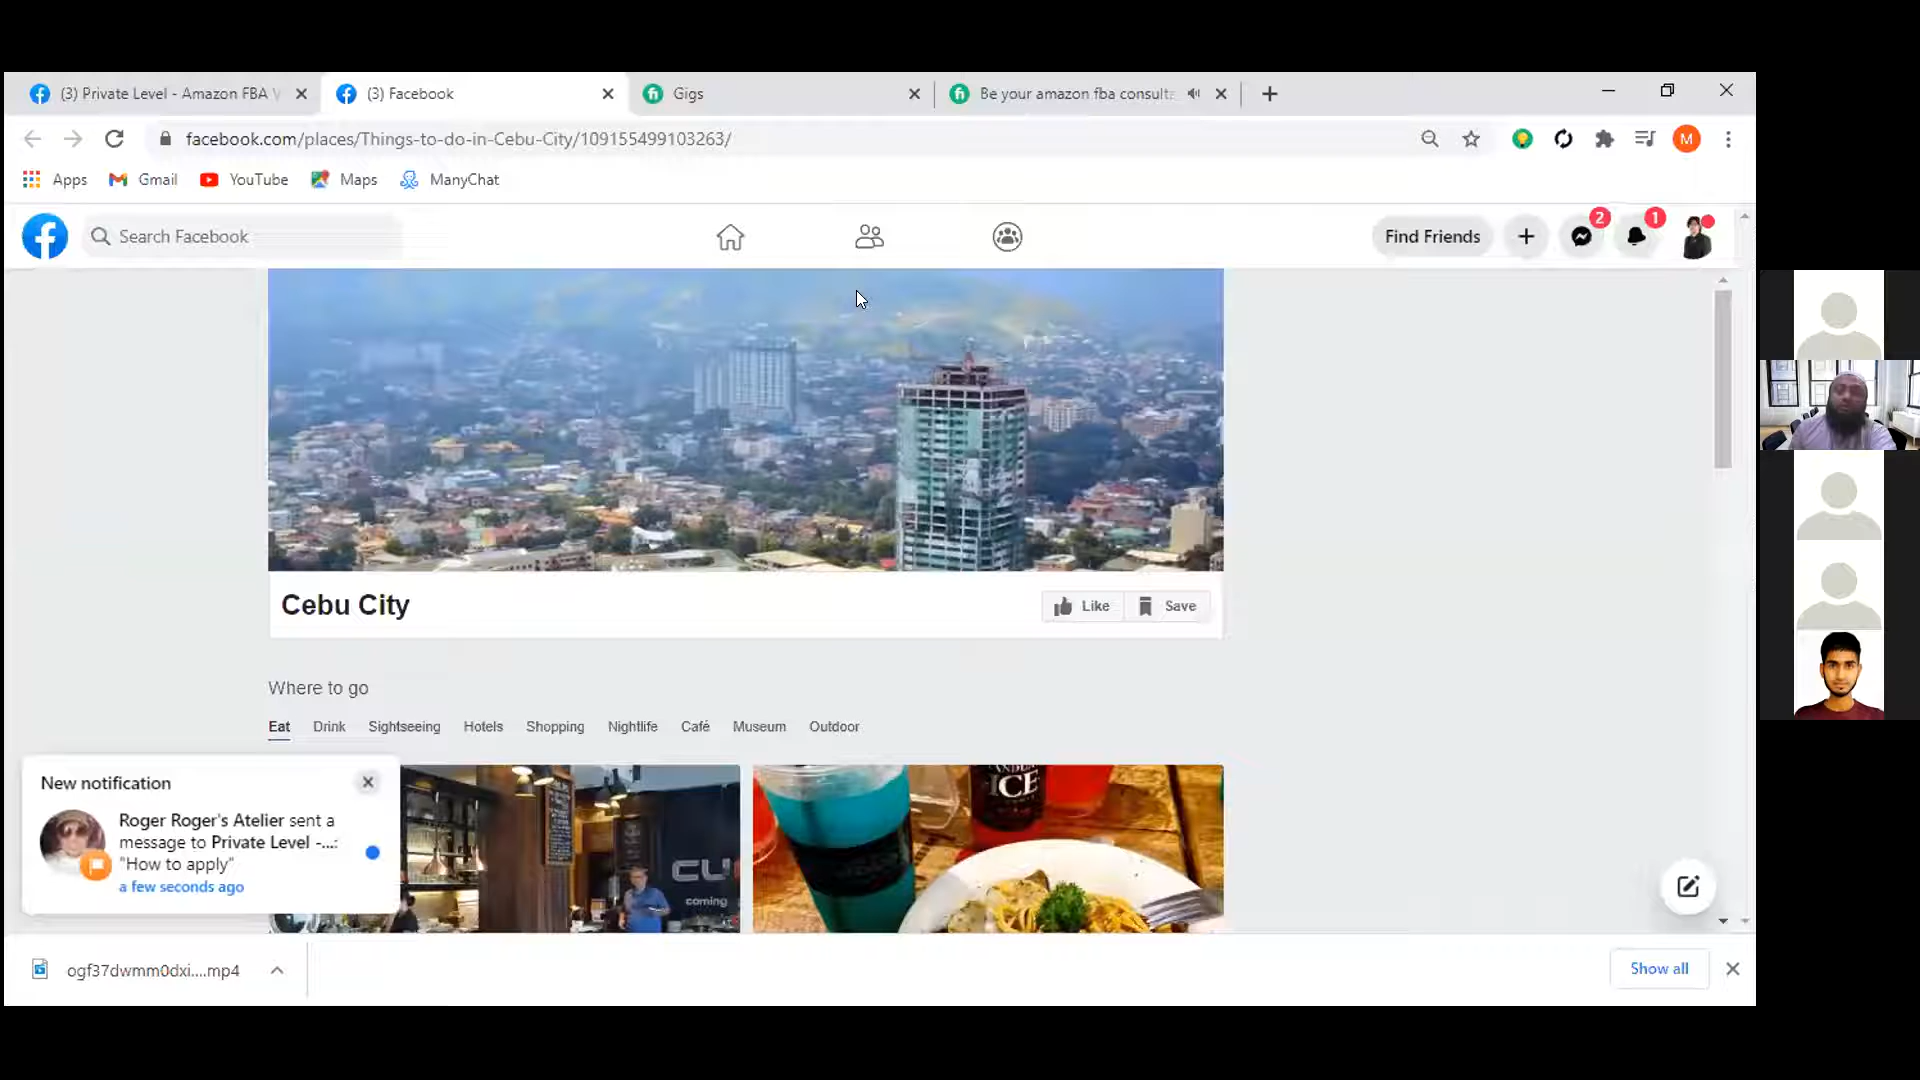 (3) Private Level - Amazon FBA V
(3) Facebook
Gigs
Be your amazon fba consulta
facebook.com/places/Things-to-do-in-Cebu-City/109155499103263/
M
Apps
Gmail
YouTube
Maps
ManyChat
Search Facebook
Find Friends
2
1
Cebu City
Like
Save
Where to go
Eat
Drink
Sightseeing
Hotels
Shopping
Nightlife
Café
Museum
Outdoor
New notification
Roger Roger's Atelier sent a
message to Private Level -...:
"How to apply"
a few seconds ago
CU
coming
ICE
ogf37dwmm0dxi....mp4
Show all